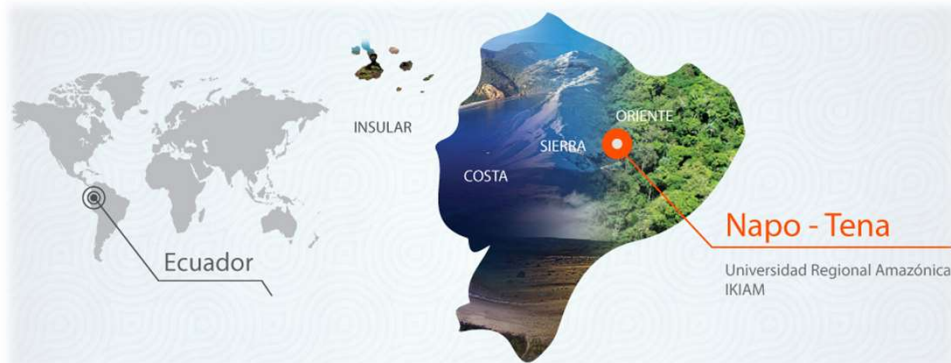 INSULAR
ORIENTE
SIERRA
COSTA
Ecuador
Napo - Tena
Universidad Regional Amazónica
IKIAM